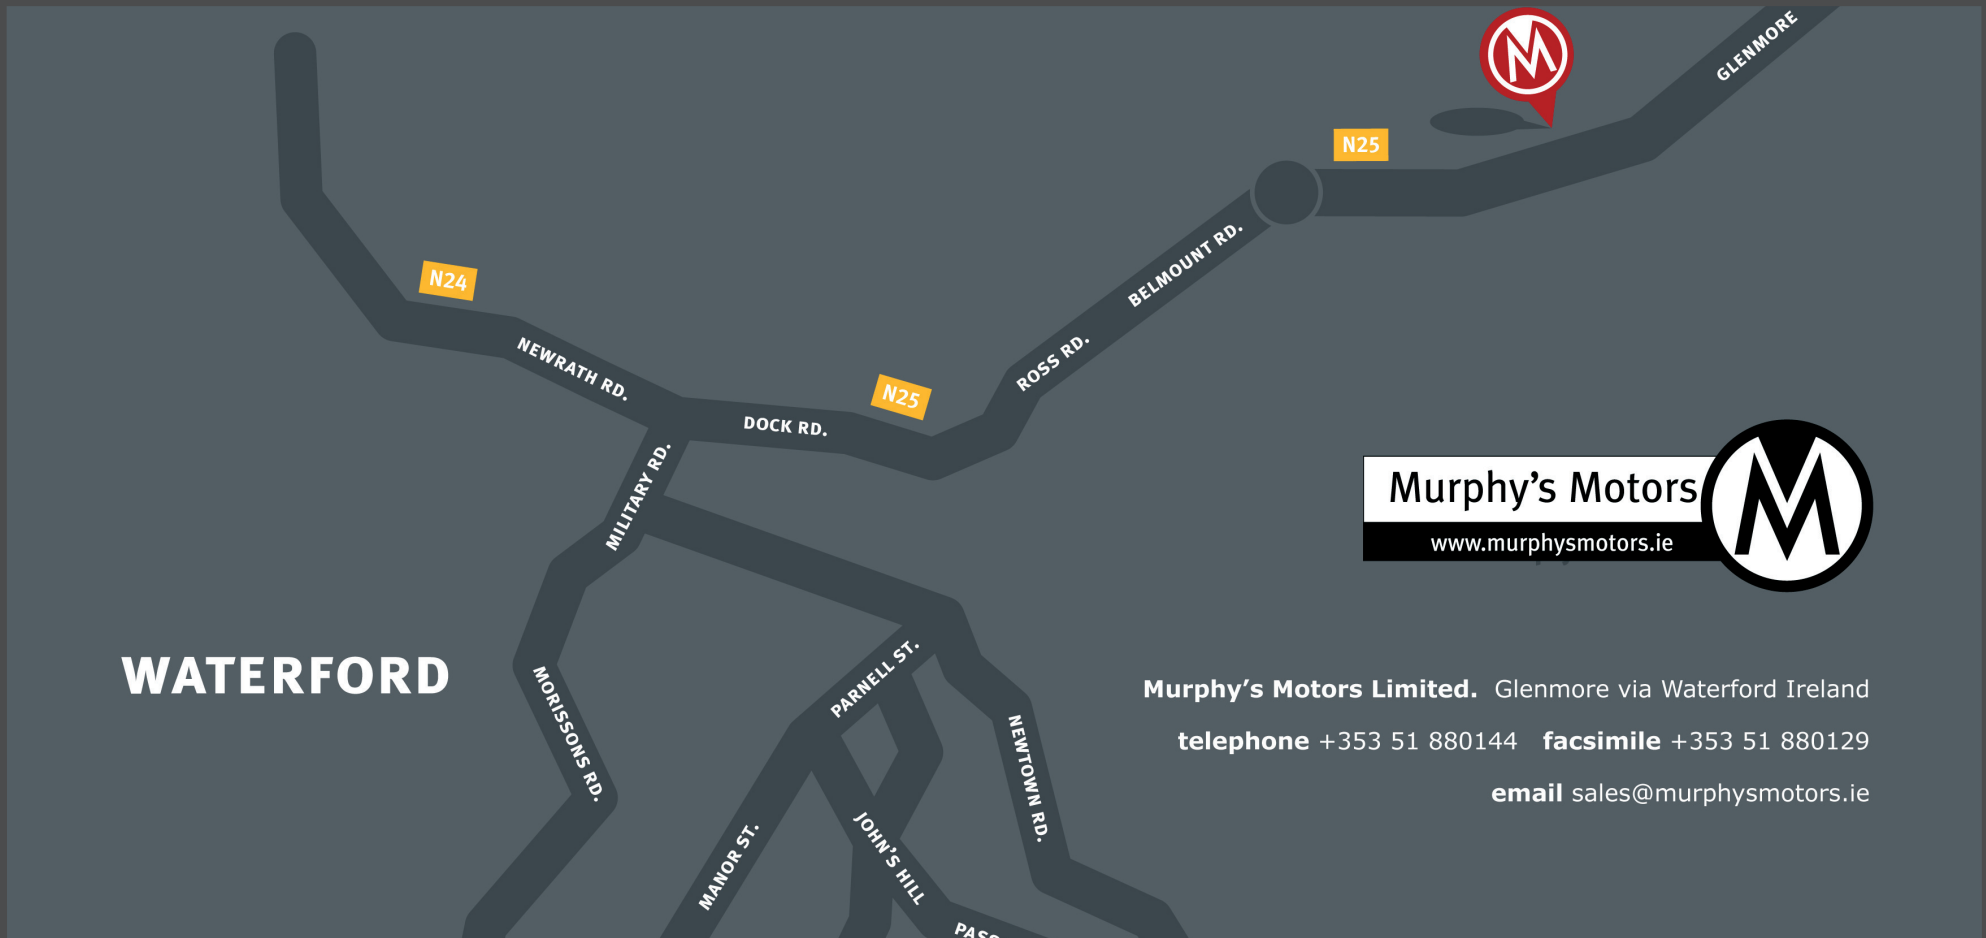 M
GLENMORE
N25
BELMOUNT RD.
N24
ROSS RD.
NEWRATH RD.
N25
DOCK RD.
MILITARY RD.
Murphy's Motors
M
www.murphysmotors.ie
WATERFORD
PARNELL ST.
MORISSONS RD.
Murphy's Motors Limited. Glenmore via Waterford Ireland
NEWTOWN RD.
telephone +353 51 880144 facsimile +353 51 880129
email sales@murphysmotors.ie
MANOR ST.
JOHN'S HILL